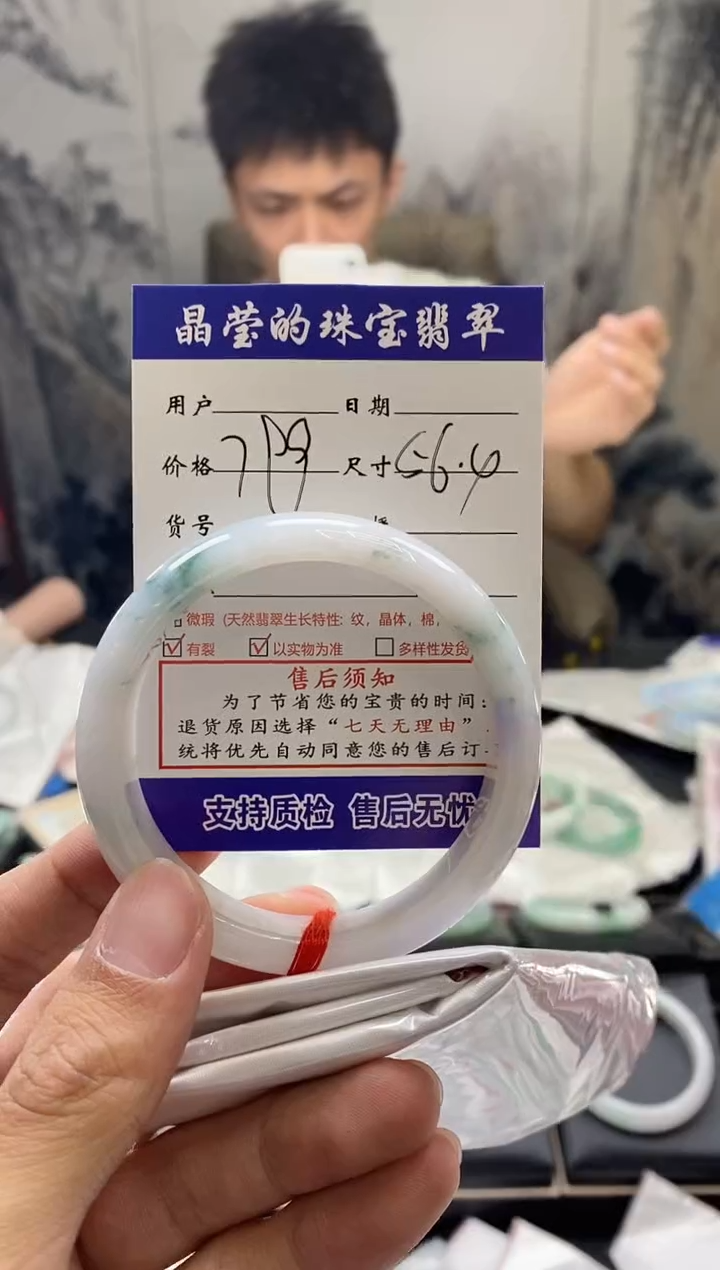 晶莹的珠宝翡翠
用户 日期
价格 尺寸 56.4
货号
微瑕 (天然翡翠生长特性: 纹, 晶体, 棉,
有裂 以实物为准 多样性发货
售后须知
为了节省您的宝贵的时间:
退货原因选择“七天无理由”
统将优先自动同意您的售后订
支持质检 售后无忧